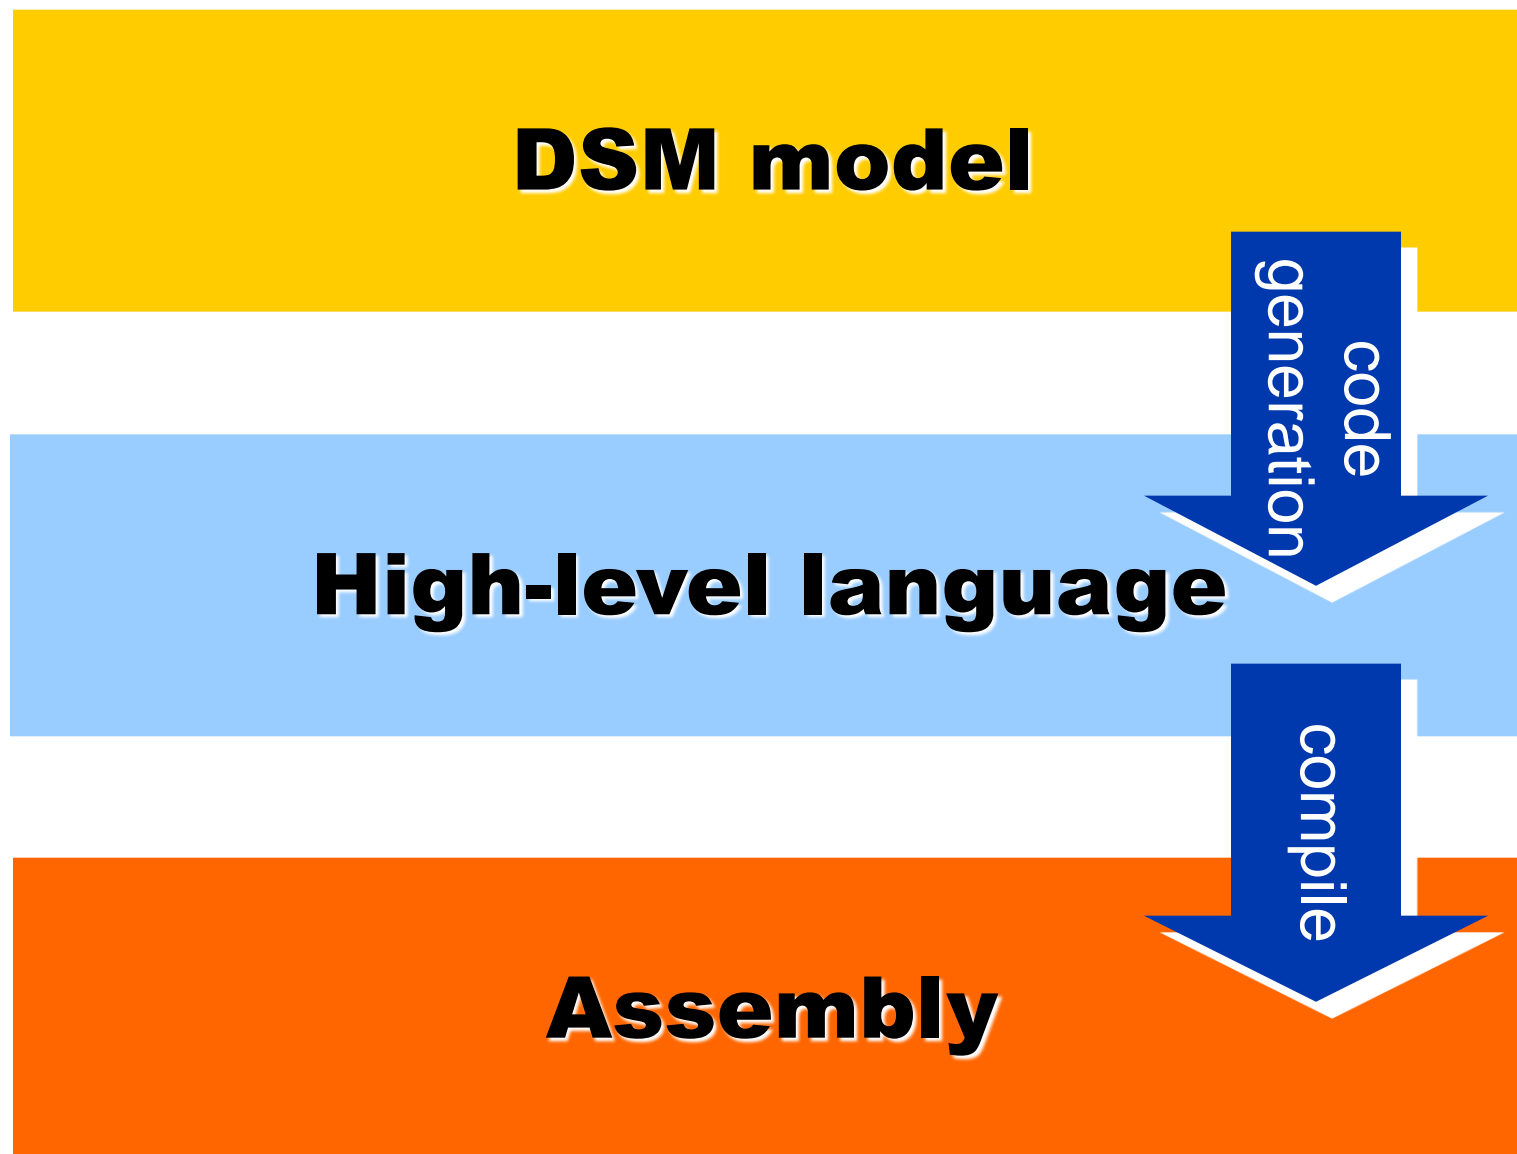 DSM model
code
generation
High-level language
compile
Assembly